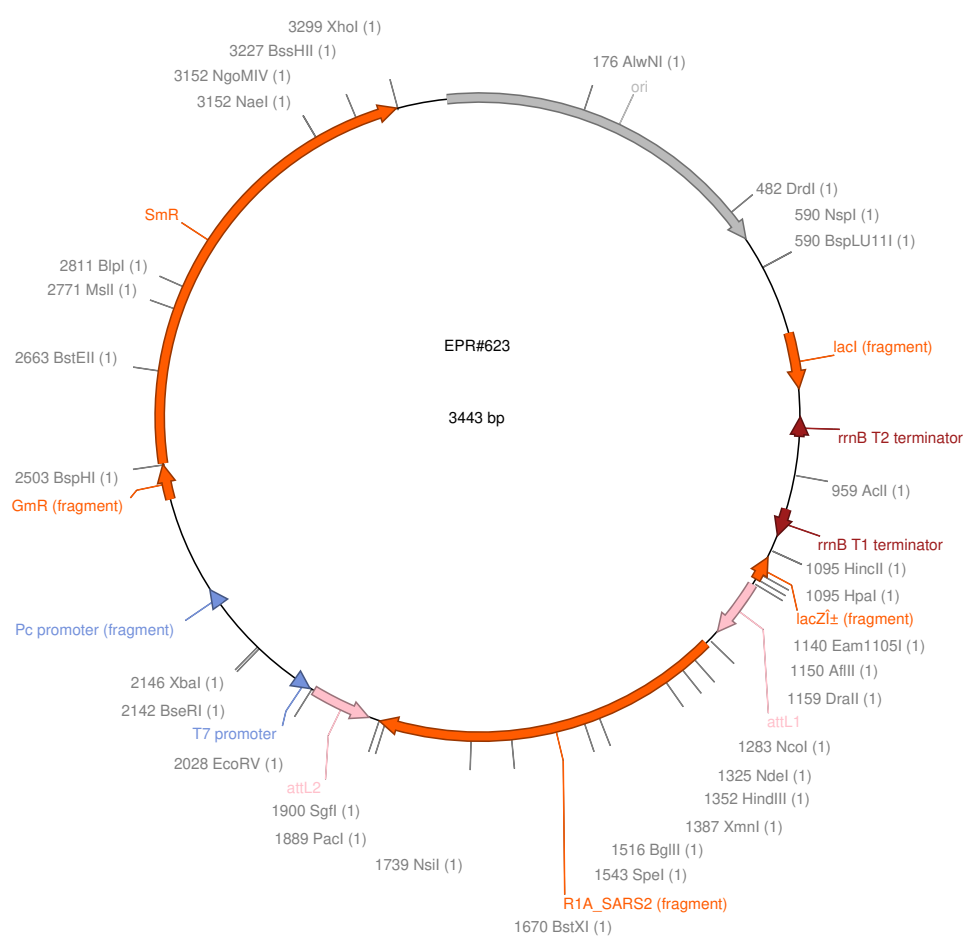 3299 XhoI (1)
3227 BssHII (1)
3152 NgoMIV (1)
3152 NaeI (1)
176 AlwNI (1)
ori
482 DrdI (1)
590 NspI (1)
590 BspLU11I (1)
SmR
2811 BlpI (1)
2771 MslI (1)
2663 BstEII (1)
EPR#623
3443 bp
lacI (fragment)
rrnB T2 terminator
959 AclI (1)
2503 BspHI (1)
GmR (fragment)
rrnB T1 terminator
1095 HincII (1)
1095 HpaI (1)
lacZÎ± (fragment)
Pc promoter (fragment)
1140 Eam1105I (1)
1150 AflII (1)
1159 DraII (1)
2146 XbaI (1)
2142 BseRI (1)
attL1
T7 promoter
1283 NcoI (1)
2028 EcoRV (1)
1325 NdeI (1)
attL2
1352 HindIII (1)
1900 SgfI (1)
1387 XmnI (1)
1889 PacI (1)
1516 BglII (1)
1739 NsiI (1)
1543 SpeI (1)
R1A_SARS2 (fragment)
1670 BstXI (1)